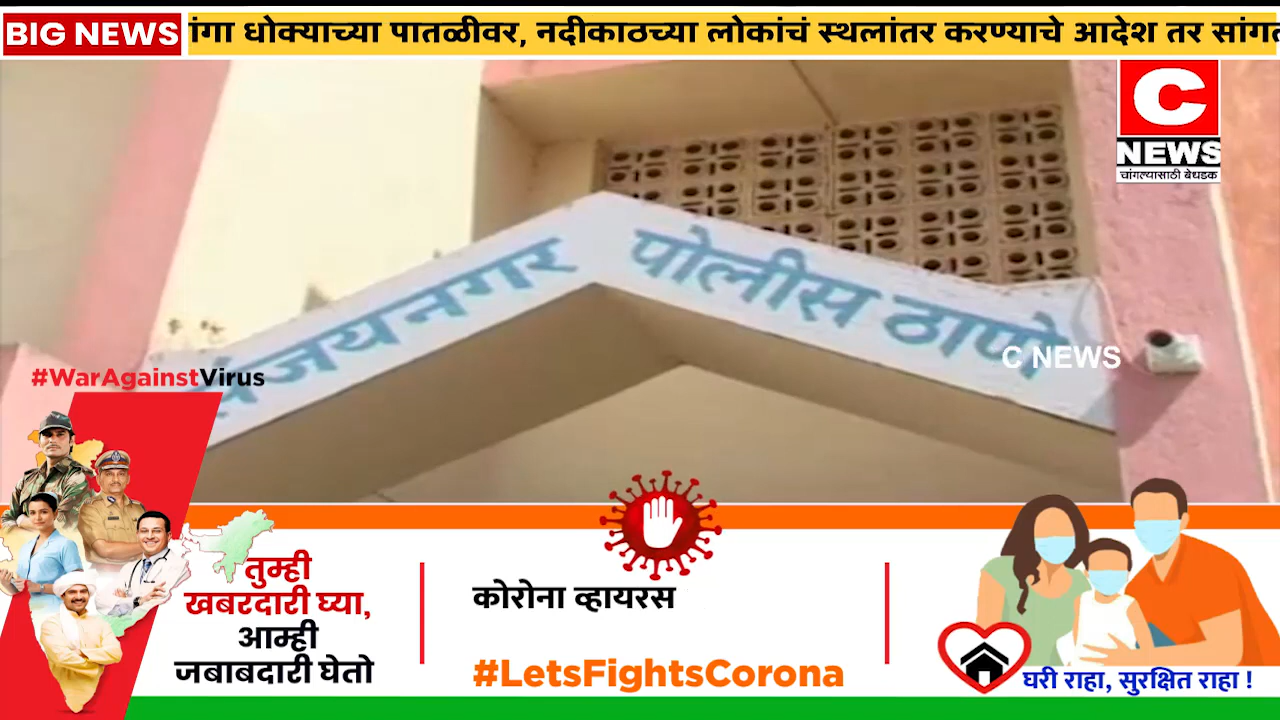 BIG NEWS
धोक्याच्या पातळीवर, नदीकाठच्या लोकांचं स्थलांतर करण्याचे आदेश तर
C
NEWS
चांगल्यासाठी बेधडक
संजयनगर पोलीस ठाणे
C NEWS
#WarAgainstVirus
तुम्ही
खबरदारी घ्या,
आम्ही
जबाबदारी घेतो
कोरोना व्हायरस
#LetsFightsCorona
घरी राहा, सुरक्षित राहा !